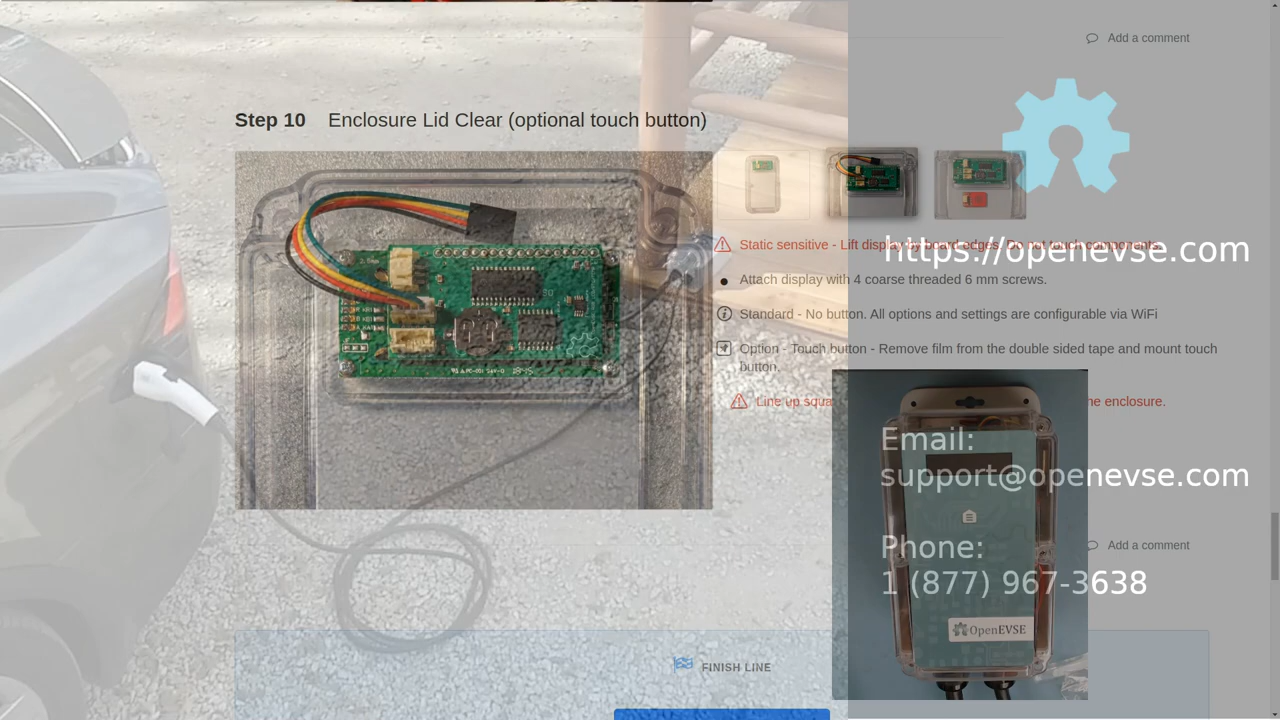 Add a comment
Step 10 Enclosure Lid Clear (optional touch button)
Static sensitive - Lift display by board edges. Do not touch components.
https://openevse.com
Attach display with 4 coarse threaded 6 mm screws.
Standard - No button. All options and settings are configurable via WiFi
Option - Touch button - Remove film from the double sided tape and mount touch
button.
Line up squa
he enclosure.
Email:
support@openevse.com
Phone:
1 (877) 967-3638
Add a comment
OpenEVSE
FINISH LINE